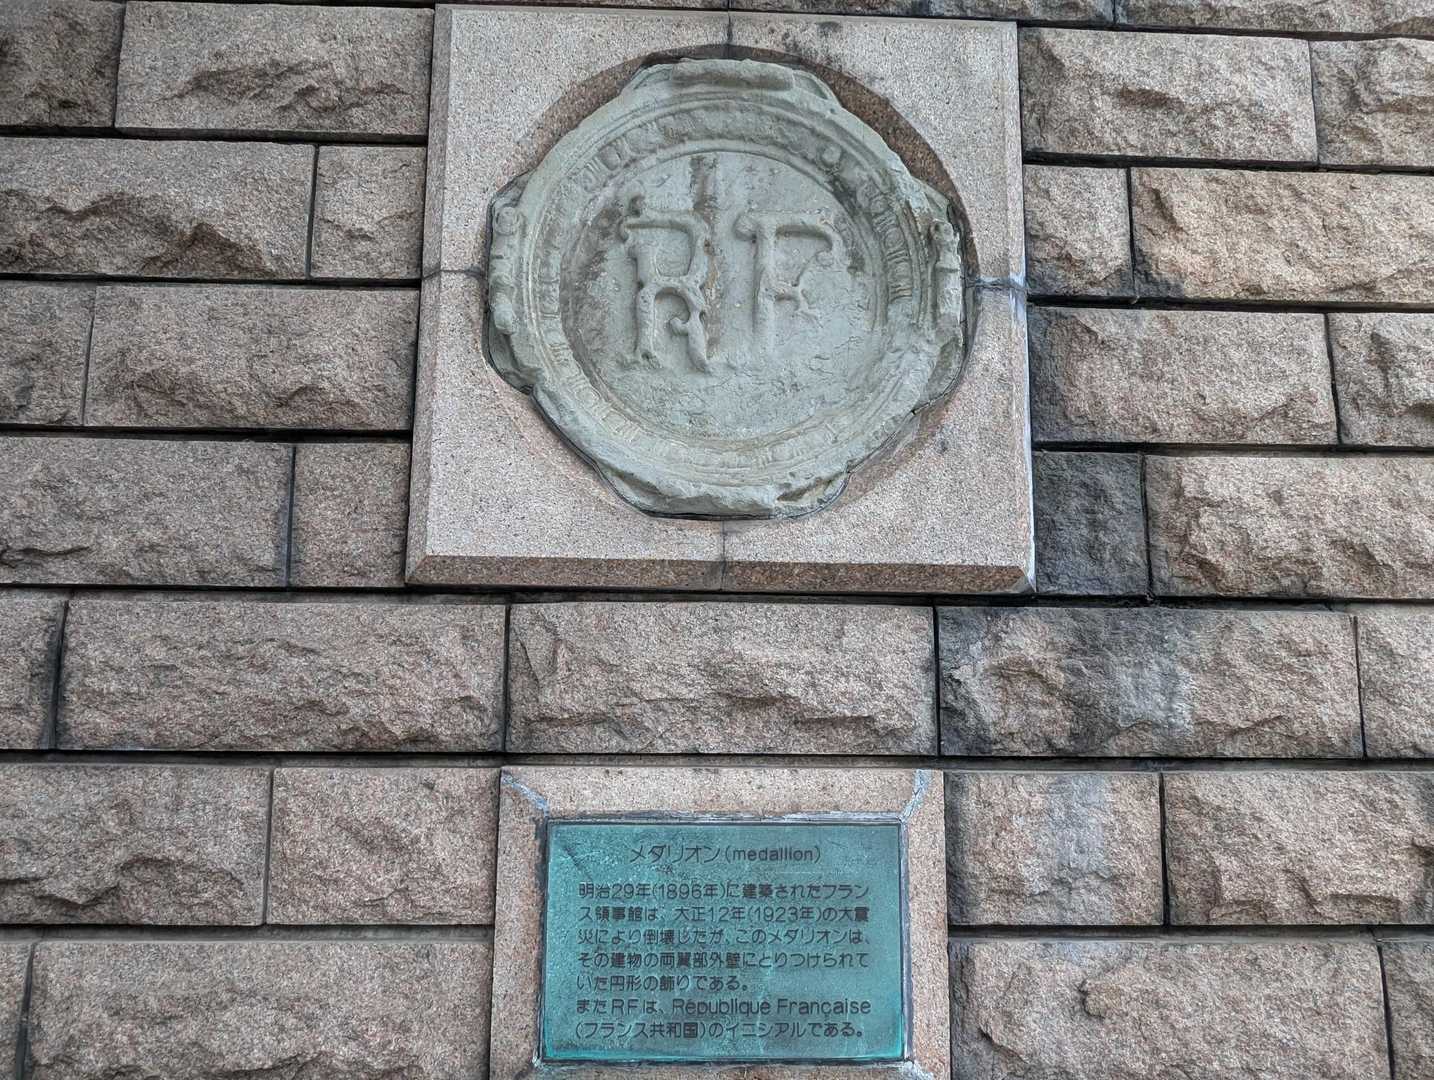 RF
メダリオン(medallion)
明治29年(1896年)に建築されたフラン
ス領事館は、大正12年(1923年)の大震
災により倒壊したが、このメダリオンは、
その建物の両翼部外壁にとりつけられて
いた円形の飾りである。
またRFは、République Française
(フランス共和国)のイニシアルである。